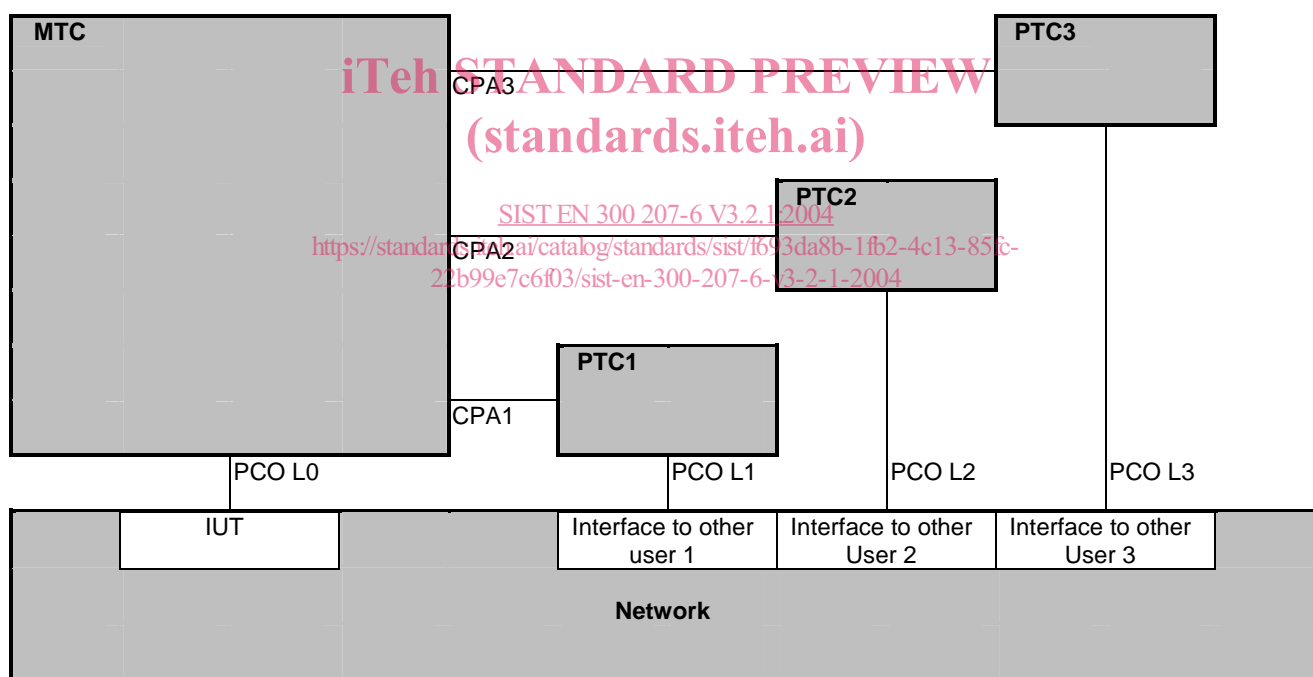 MTC
PTC3
iTeh STANDARD PREVIEW
CPA3
(standards.iteh.ai)
PTC2
SIST EN 300 207-6 V3.2.1:2004
CPA2
https://standards.iteh.ai/catalog/standards/sist/f693da8b-1fb2-4c13-85fc-
22b99e7c6f03/sist-en-300-207-6-v3-2-1-2004
PTC1
CPA1
PCO L0
PCO L1
PCO L2
PCO L3
IUT
Interface to other
user 1
Interface to other
User 2
Interface to other
User 3
Network